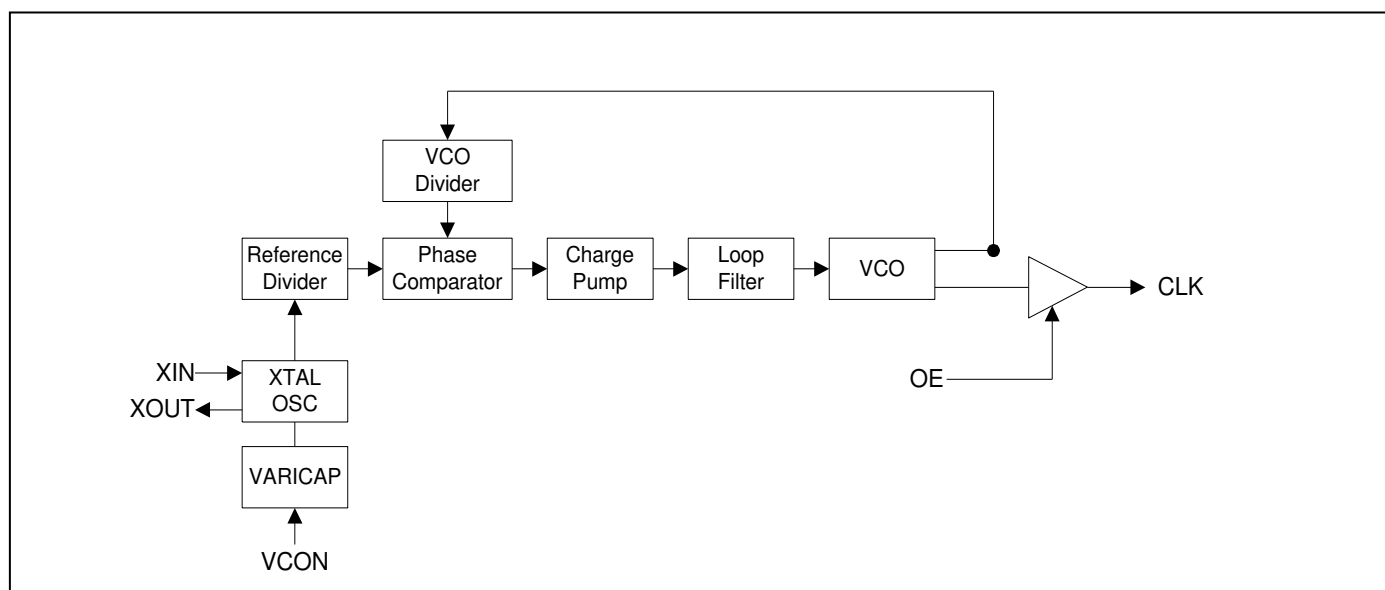 VCO
Divider
Reference
Divider
Phase
Comparator
Charge
Pump
Loop
Filter
VCO
CLK
XIN
XOUT
XTAL
OSC
OE
VARICAP
VCON